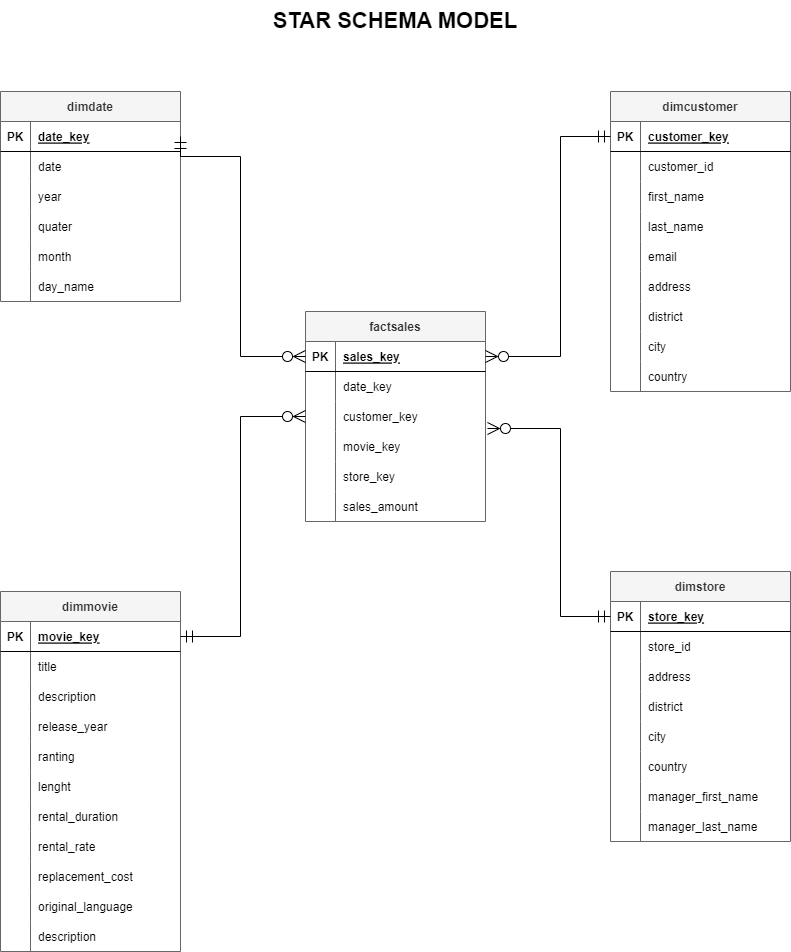 STAR SCHEMA MODEL
dimdate
PK date_key
date
year
quater
month
day_name
dimcustomer
PK customer_key
customer_id
first_name
last_name
email
address
district
city
country
factsales
PK sales_key
date_key
customer_key
movie_key
store_key
sales_amount
dimmovie
PK movie_key
title
description
release_year
ranting
lenght
rental_duration
rental_rate
replacement_cost
original_language
description
dimstore
PK store_key
store_id
address
district
city
country
manager_first_name
manager_last_name